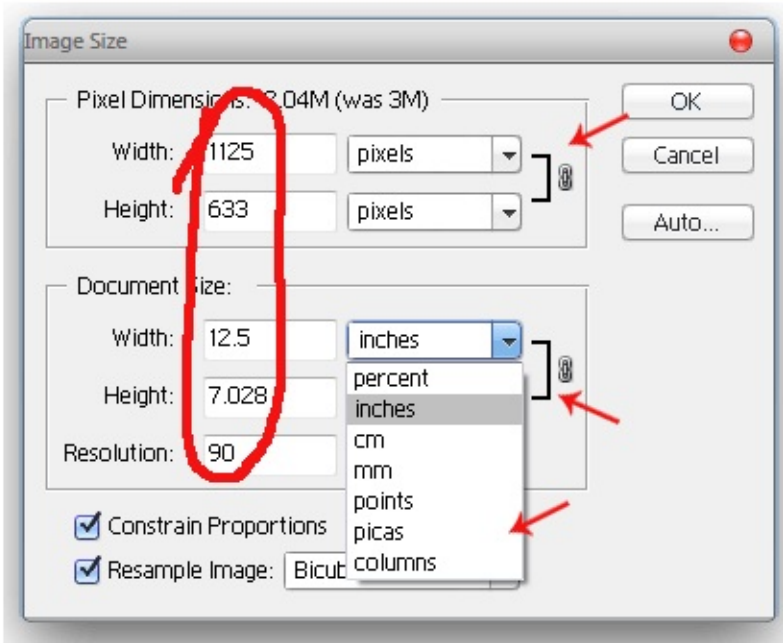 Image Size
Pixel Dimensions: 2.04M (was 3M)
OK
Width: 1125 pixels
Cancel
Height: 633 pixels
Auto...
Document Size:
Width: 12.5 inches
percent
Height: 7.028
inches
cm
Resolution: 90
mm
points
Constrain Proportions
picas
Resample Image:
columns